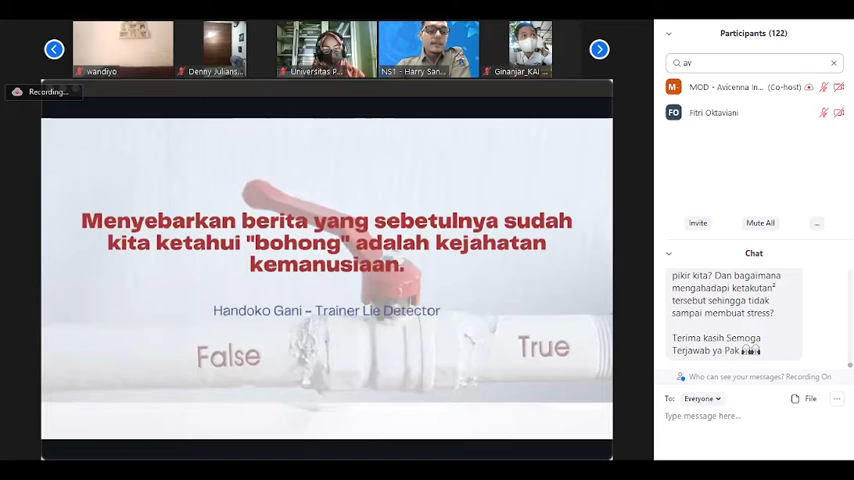 Participants (122)
av
M-
MOD - Avicenna In... (Co-host)
FO
Fitri Oktaviani
Invite
Mute All
...
Chat
pikir kita? Dan bagaimana
mengahadapi ketakutan²
tersebut sehingga tidak
sampai membuat stress?
Terima kasih Semoga
Terjawab ya Pak
Who can see your messages? Recording On
To: Everyone
File
...
Type message here...
wandiyo
Denny Julians...
Universitas P...
NS1 - Harry San...
Ginanjar_KAI ...
Recording...
Menyebarkan berita yang sebetulnya sudah
kita ketahui "bohong" adalah kejahatan
kemanusiaan.
Handoko Gani – Trainer Lie Detector
False
True